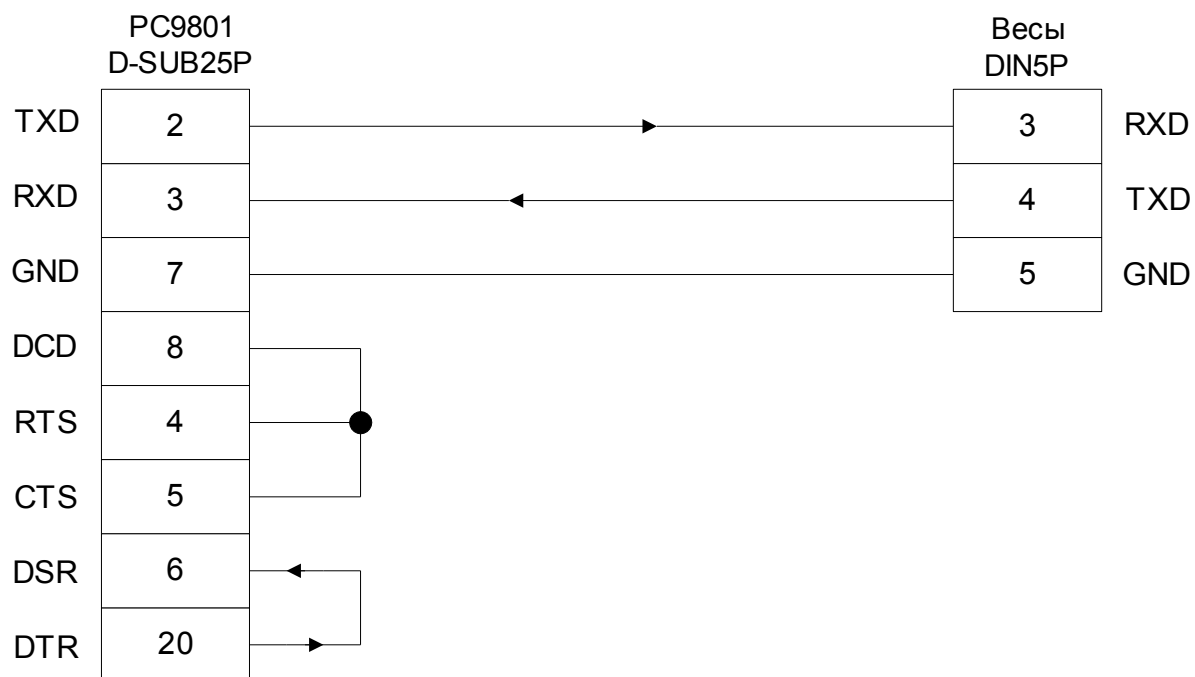 PC9801
D-SUB25P
Весы
DIN5P
TXD 2 3 RXD
RXD 3 4 TXD
GND 7 5 GND
DCD 8
RTS 4
CTS 5
DSR 6
DTR 20